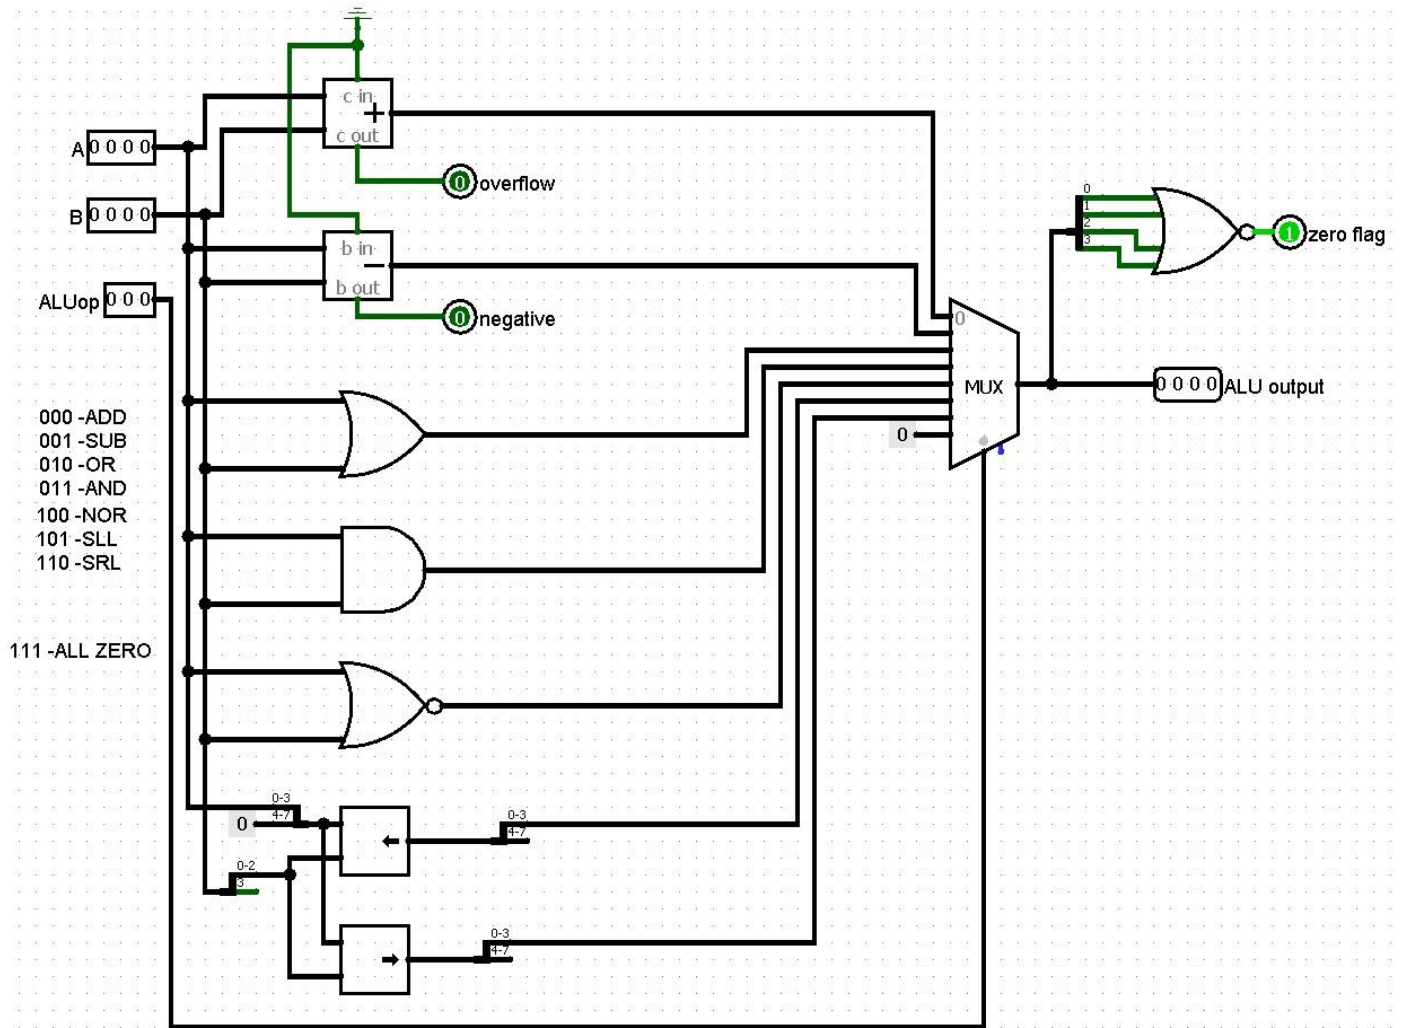 c in
+
c out
A 0 0 0 0
0 overflow
B 0 0 0 0
b in
b out
0 negative
ALUop 0 0 0
0
1
2
3
1 zero flag
0
MUX
0 0 0 0 ALU output
0
000 -ADD
001 -SUB
010 -OR
011 -AND
100 -NOR
101 -SLL
110 -SRL
111 -ALL ZERO
0-3
4-7
0
0-3
4-7
0-2
3
0-3
4-7